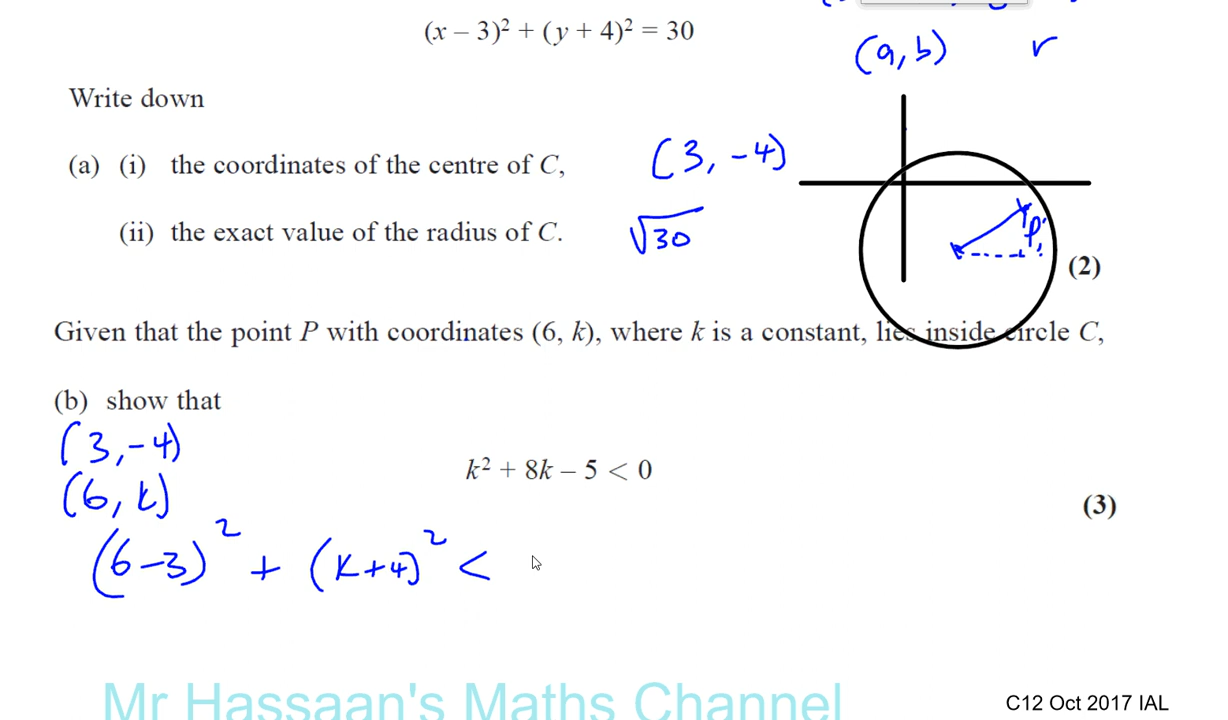 (x – 3)² + (y + 4)² = 30
(a, b) r
Write down
(a) (i) the coordinates of the centre of C,
(3, -4)
(ii) the exact value of the radius of C.
√30
P
(2)
Given that the point P with coordinates (6, k), where k is a constant, lies inside circle C,
(b) show that
(3, -4)
k² + 8k – 5 < 0
(6, k)
(3)
(6-3)² + (k+4)² <
Mr Hassaan's Maths Channel
C12 Oct 2017 IAL